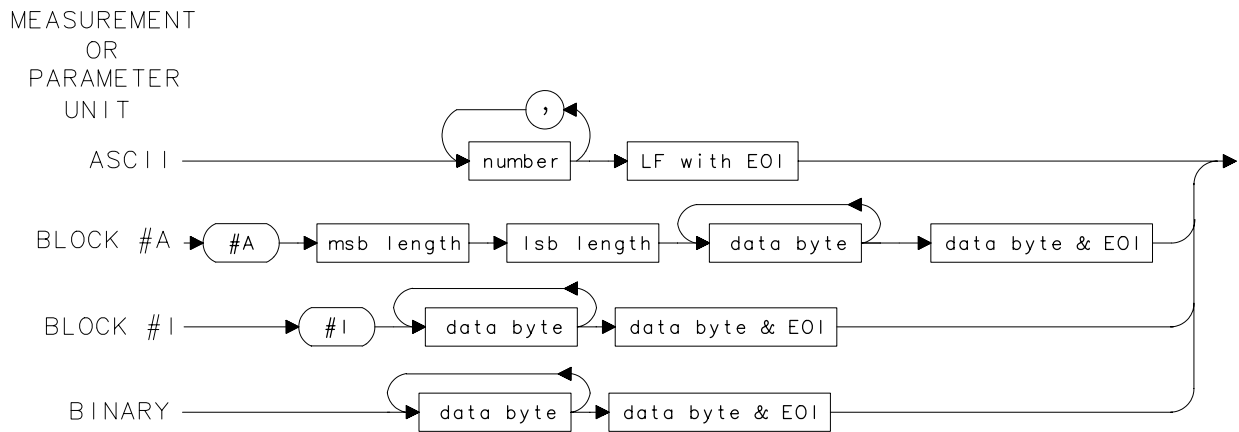 MEASUREMENT
OR
PARAMETER
UNIT
,
ASCII number LF with EOI
BLOCK #A #A msb length lsb length data byte data byte & EOI
BLOCK #I #I data byte data byte & EOI
BINARY data byte data byte & EOI